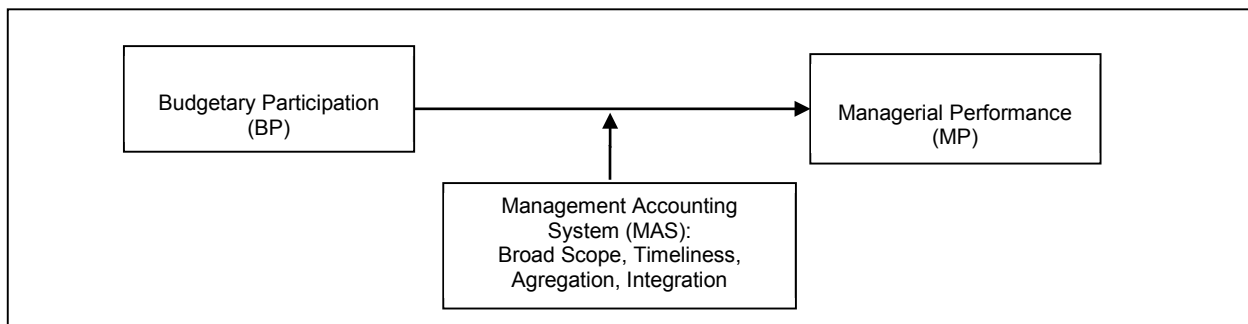 Budgetary Participation
(BP)
Managerial Performance
(MP)
Management Accounting
System (MAS):
Broad Scope, Timeliness,
Agregation, Integration